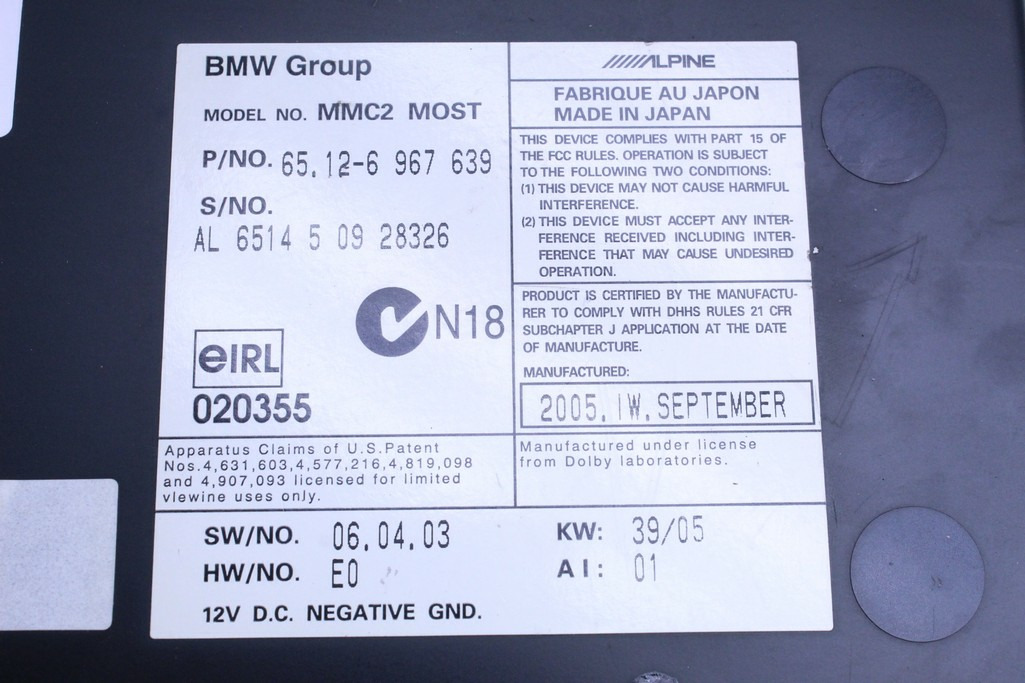 BMW Group
MODEL NO. MMC2 MOST
P/NO. 65.12-6 967 639
S/NO.
AL 6514 5 09 28326
N18
eIRL
020355
ALPINE
FABRIQUE AU JAPON
MADE IN JAPAN
THIS DEVICE COMPLIES WITH PART 15 OF
THE FCC RULES. OPERATION IS SUBJECT
TO THE FOLLOWING TWO CONDITIONS:
(1) THIS DEVICE MAY NOT CAUSE HARMFUL
INTERFERENCE.
(2) THIS DEVICE MUST ACCEPT ANY INTER-
FERENCE RECEIVED INCLUDING INTER-
FERENCE THAT MAY CAUSE UNDESIRED
OPERATION.
PRODUCT IS CERTIFIED BY THE MANUFACTU-
RER TO COMPLY WITH DHHS RULES 21 CFR
SUBCHAPTER J APPLICATION AT THE DATE
OF MANUFACTURE.
MANUFACTURED:
2005. 1W. SEPTEMBER
Apparatus Claims of U.S.Patent
Nos.4,631,603,4,577,216,4,819,098
and 4,907,093 licensed for limited
vlewine uses only.
Manufactured under license
from Dolby laboratories.
SW/NO. 06.04.03
HW/NO. E0
KW: 39/05
AI: 01
12V D.C. NEGATIVE GND.